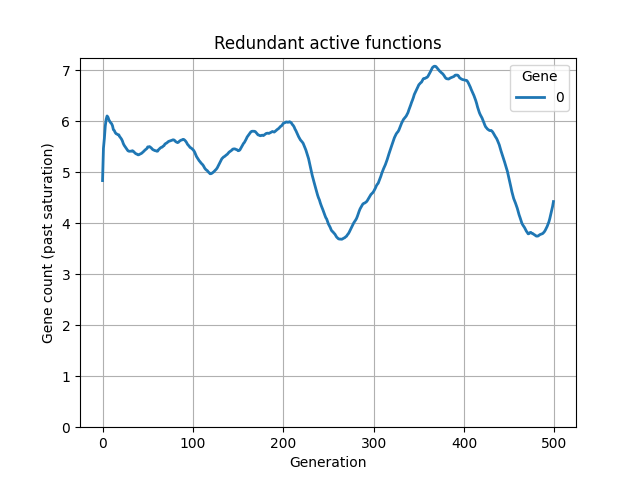 Redundant active functions
Gene count (past saturation)
7
6
5
4
3
2
1
0
Gene
0
0 100 200 300 400 500
Generation